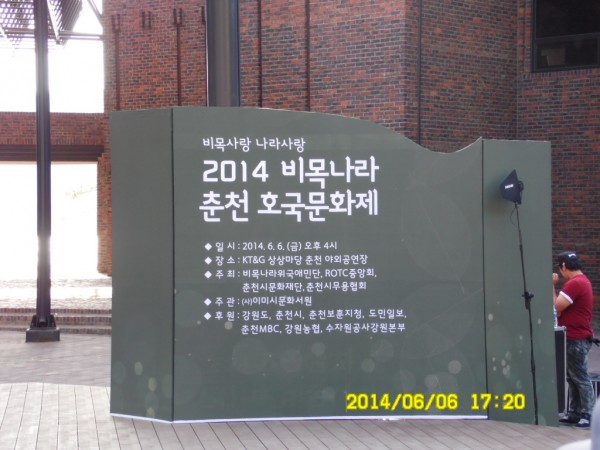 비목사랑 나라사랑
2014 비목나라
춘천 호국문화제
◆ 일 시 : 2014. 6. 6. (금) 오후 4시
◆ 장 소 : KT&G 상상마당 춘천 야외공연장
◆ 주 최 : 비목나라위국애민단, ROTC중앙회,
춘천시문화재단, 춘천시무용협회
◆ 주 관 : (사)이미시문화서원
◆ 후 원 : 강원도, 춘천시, 춘천보훈지청, 도민일보,
춘천MBC, 강원농협, 수자원공사강원본부
2014/06/06 17:20